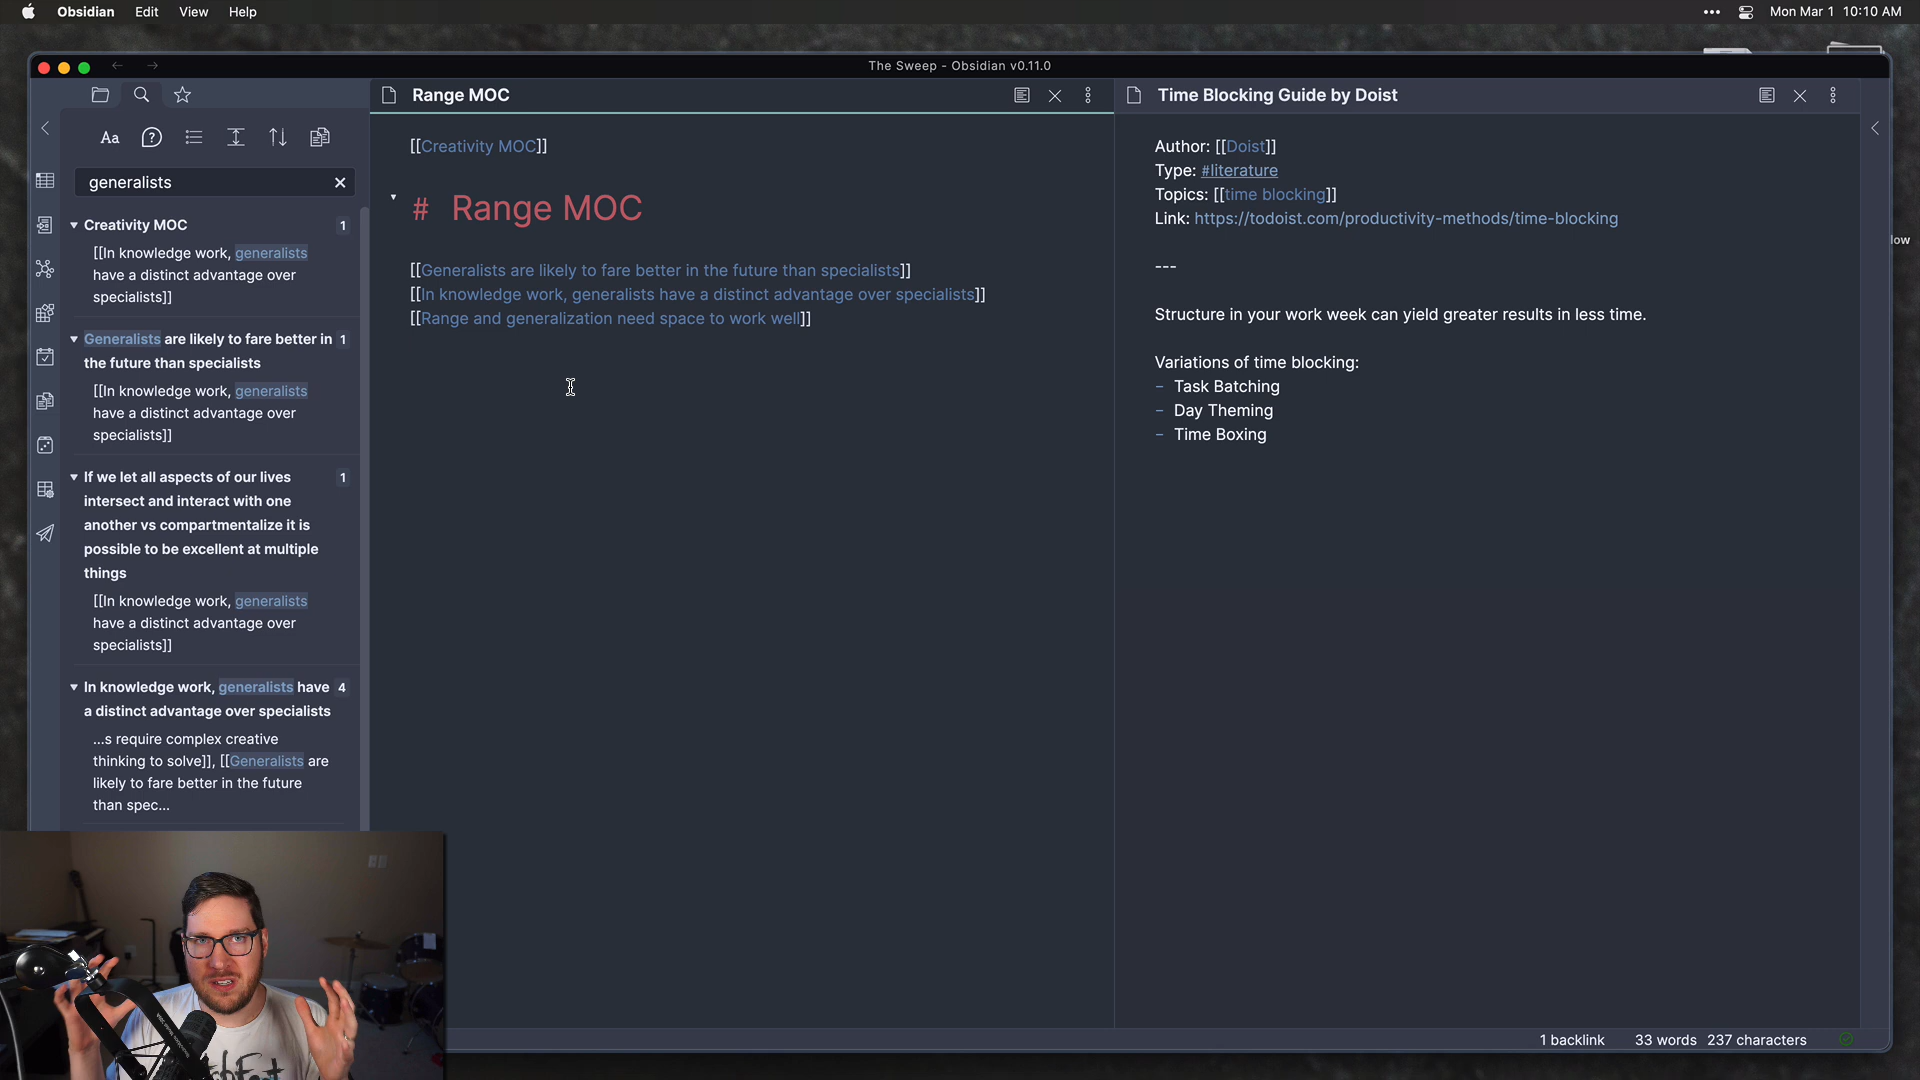 Obsidian Edit View Help
Mon Mar 1 10:10 AM
The Sweep - Obsidian v0.11.0
Aa
generalists
Creativity MOC 1
[[In knowledge work, generalists
have a distinct advantage over
specialists]]
Generalists are likely to fare better in 1
the future than specialists
[[In knowledge work, generalists
have a distinct advantage over
specialists]]
If we let all aspects of our lives 1
intersect and interact with one
another vs compartmentalize it is
possible to be excellent at multiple
things
[[In knowledge work, generalists
have a distinct advantage over
specialists]]
In knowledge work, generalists have 4
a distinct advantage over specialists
...s require complex creative
thinking to solve]], [[Generalists are
likely to fare better in the future
than spec...
Range MOC
[[Creativity MOC]]
# Range MOC
[[Generalists are likely to fare better in the future than specialists]]
[[In knowledge work, generalists have a distinct advantage over specialists]]
[[Range and generalization need space to work well]]
Time Blocking Guide by Doist
Author: [[Doist]]
Type: #literature
Topics: [[time blocking]]
Link: https://todoist.com/productivity-methods/time-blocking
---
Structure in your work week can yield greater results in less time.
Variations of time blocking:
- Task Batching
- Day Theming
- Time Boxing
1 backlink 33 words 237 characters
low